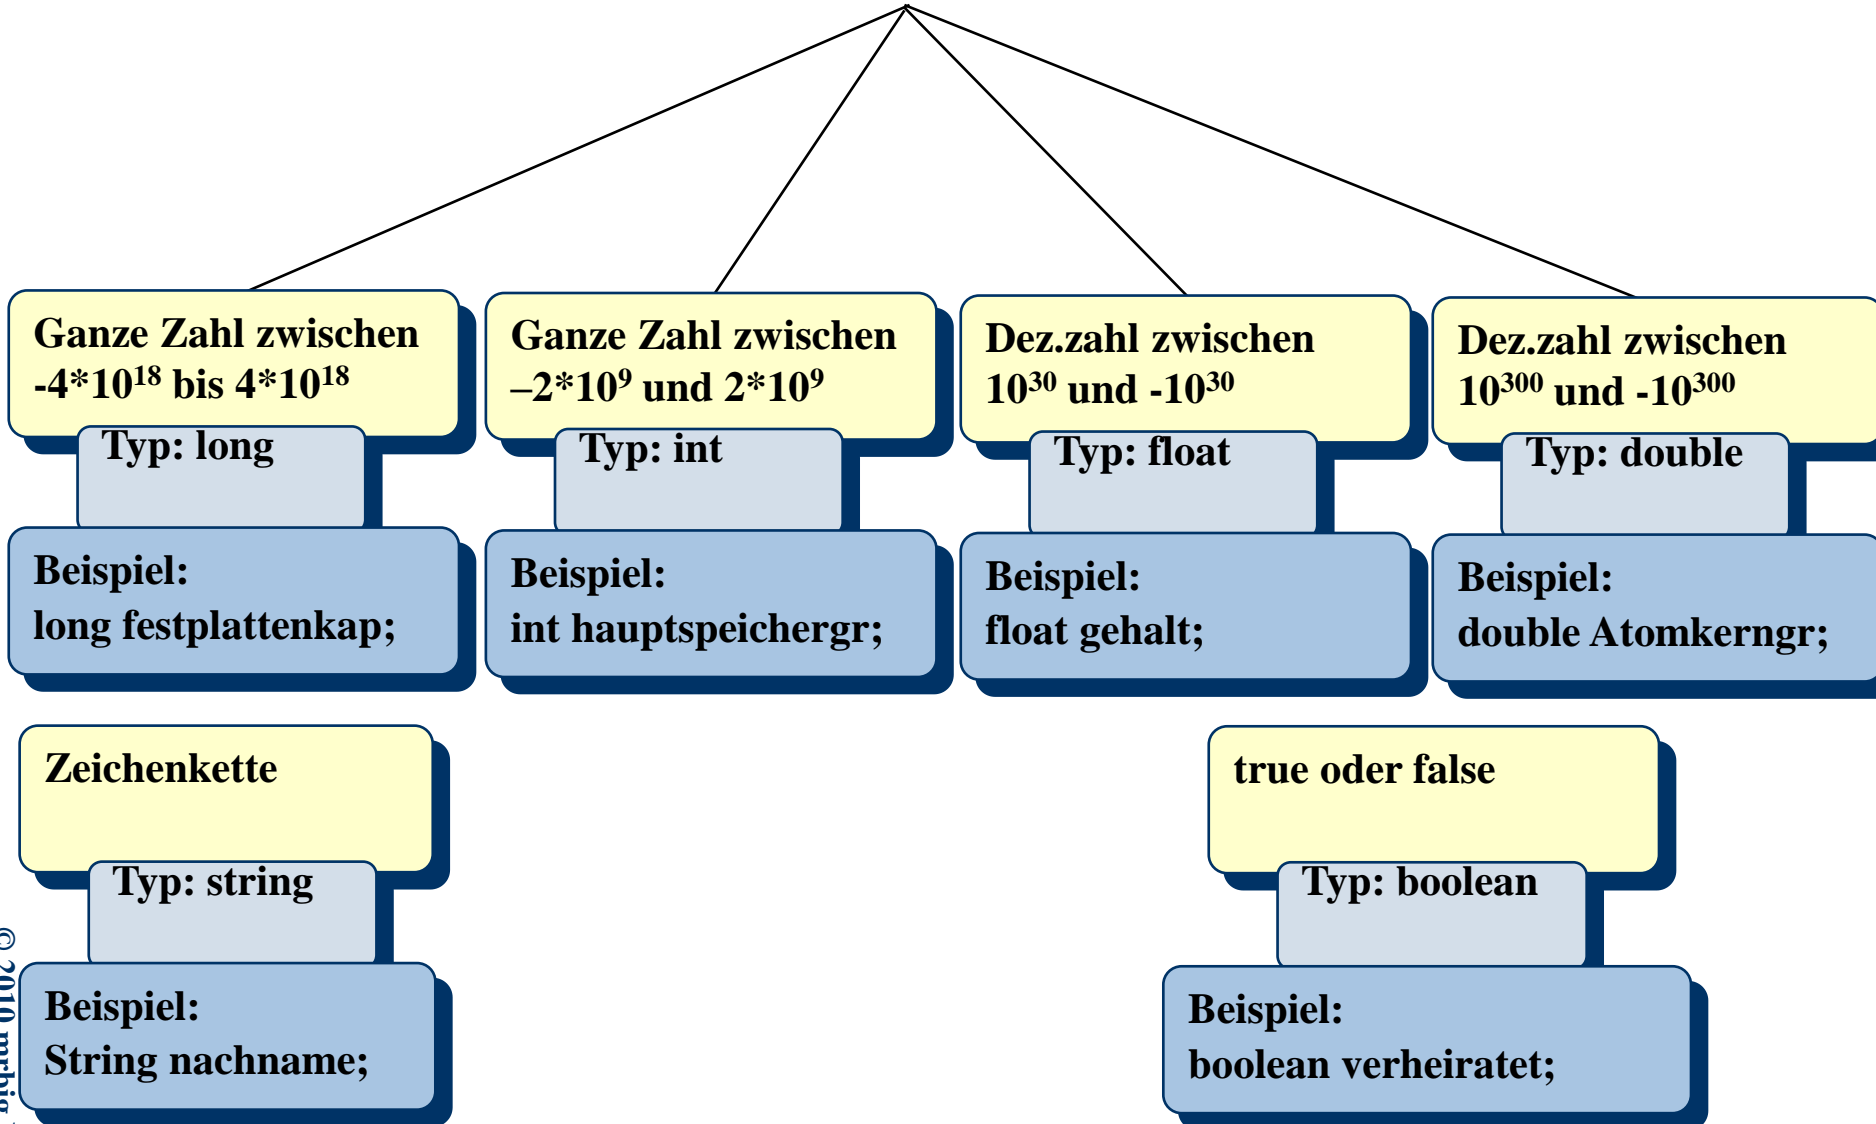 Ganze Zahl zwischen
-4*10¹⁸ bis 4*10¹⁸
Typ: long
Beispiel:
long festplattenkap;
Ganze Zahl zwischen
–2*10⁹ und 2*10⁹
Typ: int
Beispiel:
int hauptspeichergr;
Dez.zahl zwischen
10³⁰ und -10³⁰
Typ: float
Beispiel:
float gehalt;
Dez.zahl zwischen
10³⁰⁰ und -10³⁰⁰
Typ: double
Beispiel:
double Atomkerngr;
Zeichenkette
Typ: string
Beispiel:
String nachname;
true oder false
Typ: boolean
Beispiel:
boolean verheiratet;
© 2010 mrbig